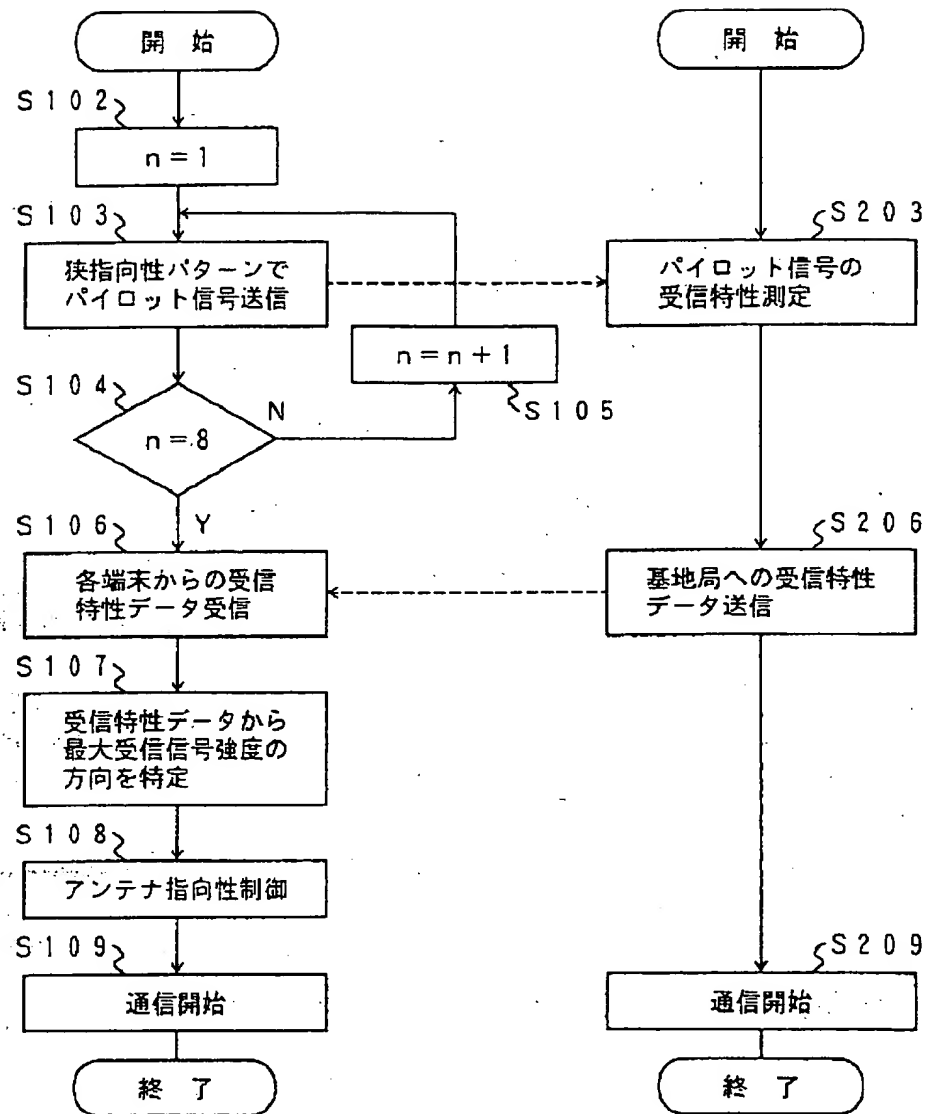 開 始
S102
n=1
S103
狭指向性パターンで
パイロット信号送信
n=n+1
S105
S104
n=8
N
Y
S106
各端末からの受信
特性データ受信
S107
受信特性データから
最大受信信号強度の
方向を特定
S108
アンテナ指向性制御
S109
通信開始
終 了
開 始
S203
パイロット信号の
受信特性測定
S206
基地局への受信特性
データ送信
S209
通信開始
終 了